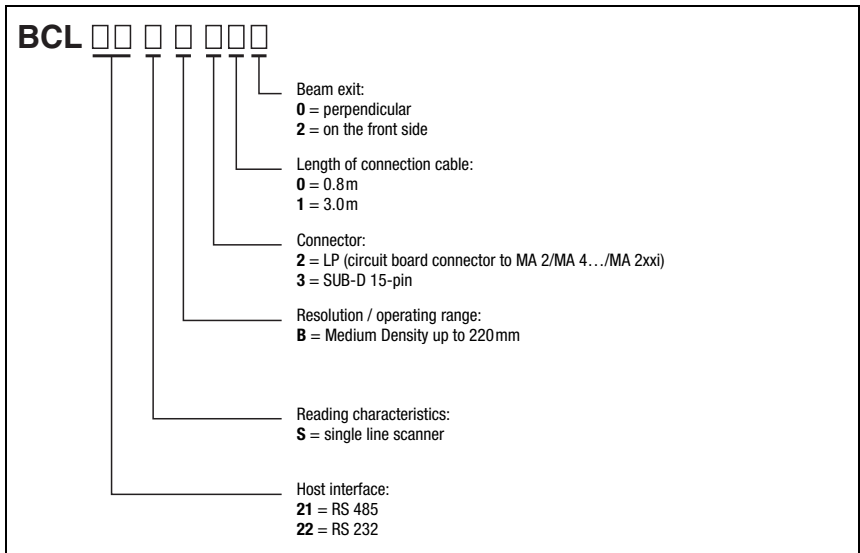 BCL □□ □ □ □□□
Beam exit:
0 = perpendicular
2 = on the front side
Length of connection cable:
0 = 0.8m
1 = 3.0m
Connector:
2 = LP (circuit board connector to MA 2/MA 4…/MA 2xxi)
3 = SUB-D 15-pin
Resolution / operating range:
B = Medium Density up to 220mm
Reading characteristics:
S = single line scanner
Host interface:
21 = RS 485
22 = RS 232